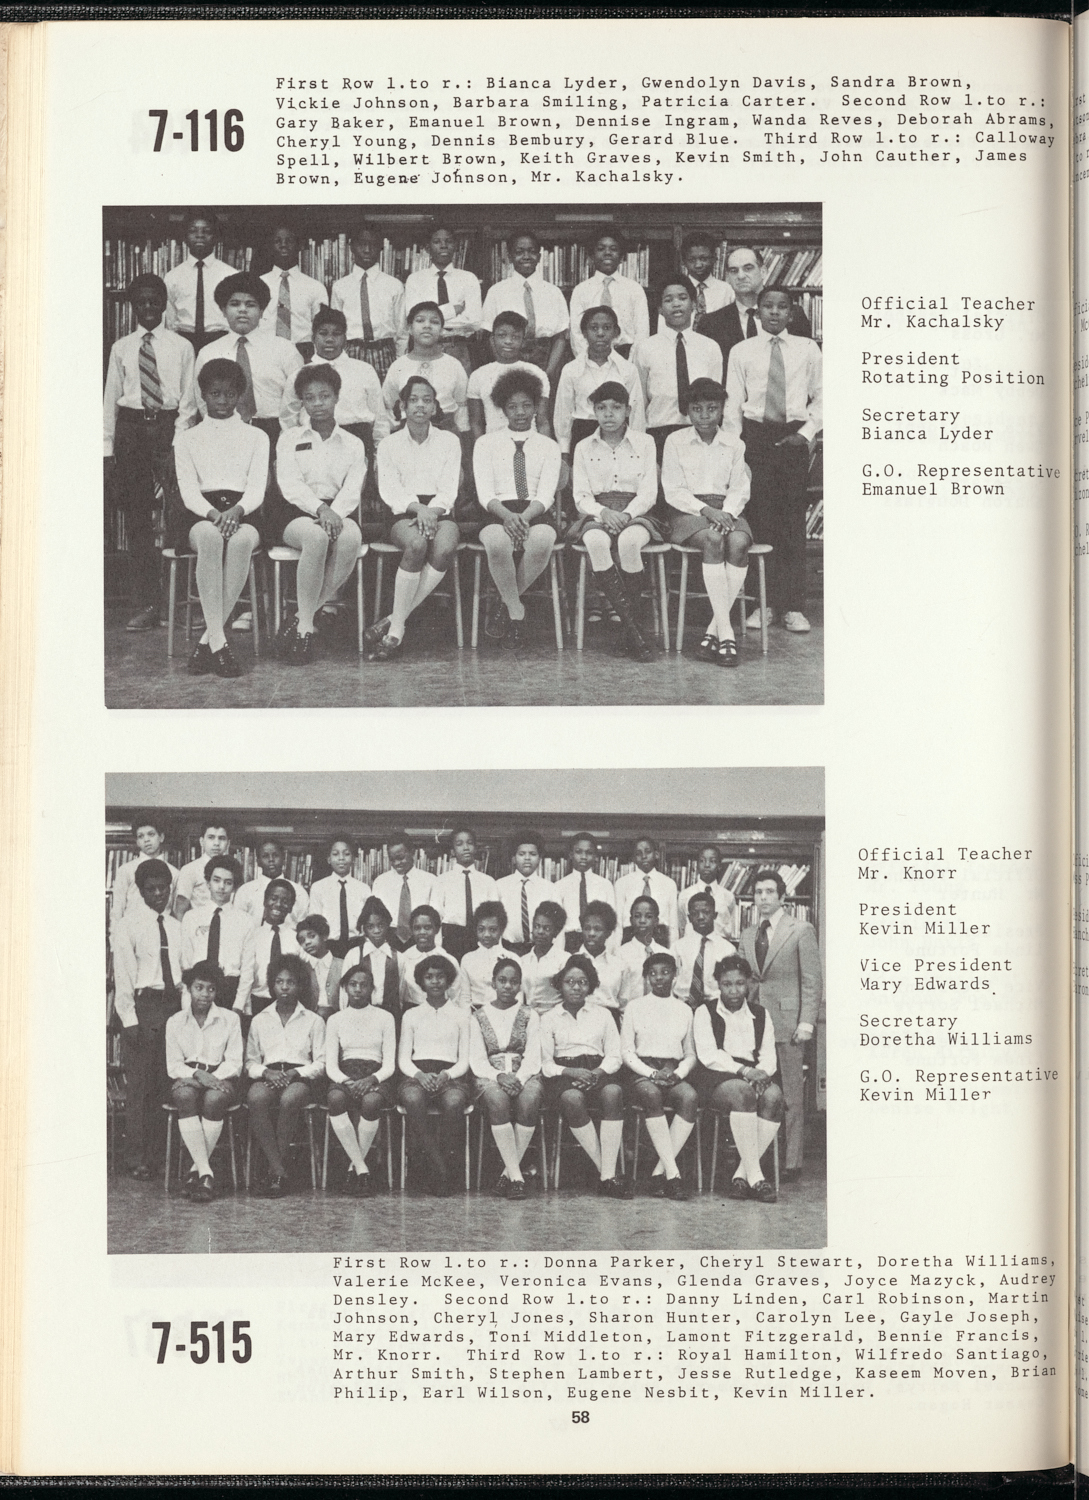 7-116
First Row l.to r.: Bianca Lyder, Gwendolyn Davis, Sandra Brown,
Vickie Johnson, Barbara Smiling, Patricia Carter.  Second Row l.to r.:
Gary Baker, Emanuel Brown, Dennise Ingram, Wanda Reves, Deborah Abrams,
Cheryl Young, Dennis Bembury, Gerard Blue.  Third Row l.to r.: Calloway
Spell, Wilbert Brown, Keith Graves, Kevin Smith, John Cauther, James
Brown, Eugene Johnson, Mr. Kachalsky.
Official Teacher
Mr. Kachalsky
President
Rotating Position
Secretary
Bianca Lyder
G.O. Representative
Emanuel Brown
Official Teacher
Mr. Knorr
President
Kevin Miller
Vice President
Mary Edwards
Secretary
Doretha Williams
G.O. Representative
Kevin Miller
7-515
First Row l.to r.: Donna Parker, Cheryl Stewart, Doretha Williams,
Valerie McKee, Veronica Evans, Glenda Graves, Joyce Mazyck, Audrey
Densley.  Second Row l.to r.: Danny Linden, Carl Robinson, Martin
Johnson, Cheryl Jones, Sharon Hunter, Carolyn Lee, Gayle Joseph,
Mary Edwards, Toni Middleton, Lamont Fitzgerald, Bennie Francis,
Mr. Knorr.  Third Row l.to r.: Royal Hamilton, Wilfredo Santiago,
Arthur Smith, Stephen Lambert, Jesse Rutledge, Kaseem Moven, Brian
Philip, Earl Wilson, Eugene Nesbit, Kevin Miller.
58